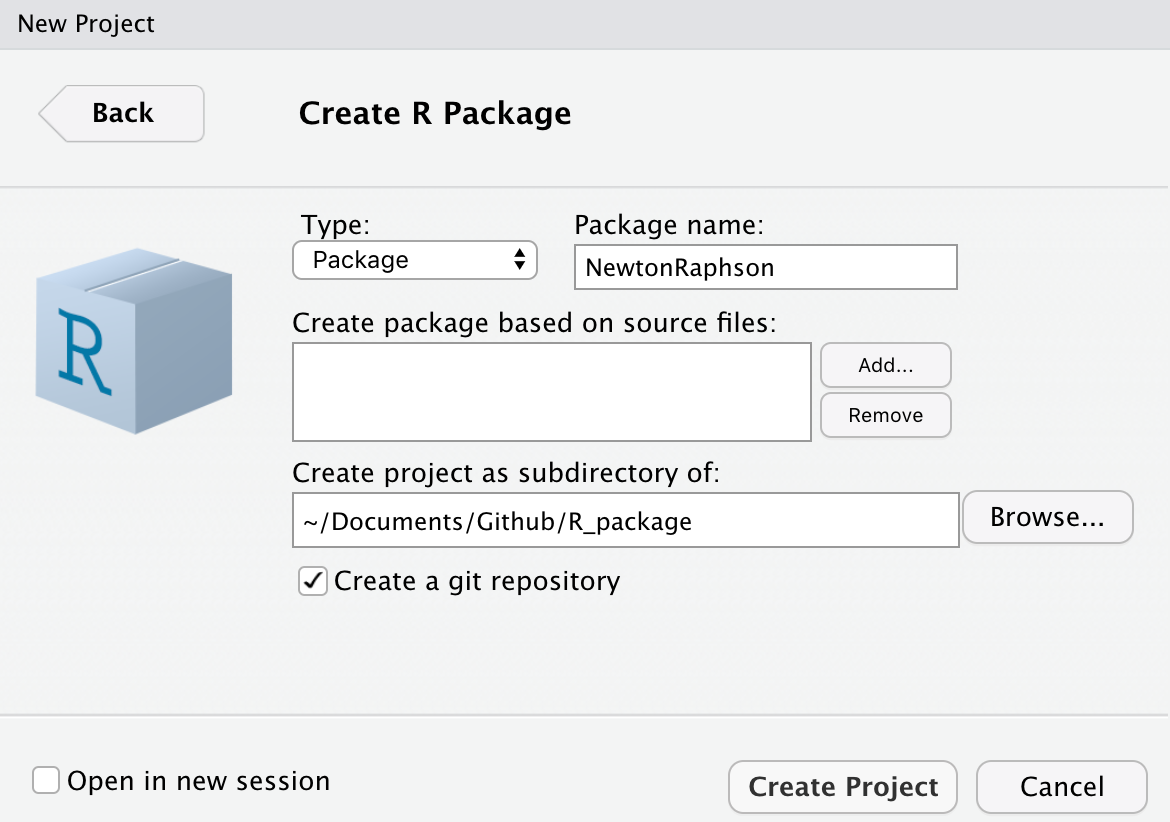 New Project
Back
Create R Package
Type:
Package name:
Package
NewtonRaphson
Create package based on source files:
Add...
R
Remove
Create project as subdirectory of:
~/Documents/Github/R_package
Browse...
Create a git repository
Open in new session
Create Project
Cancel